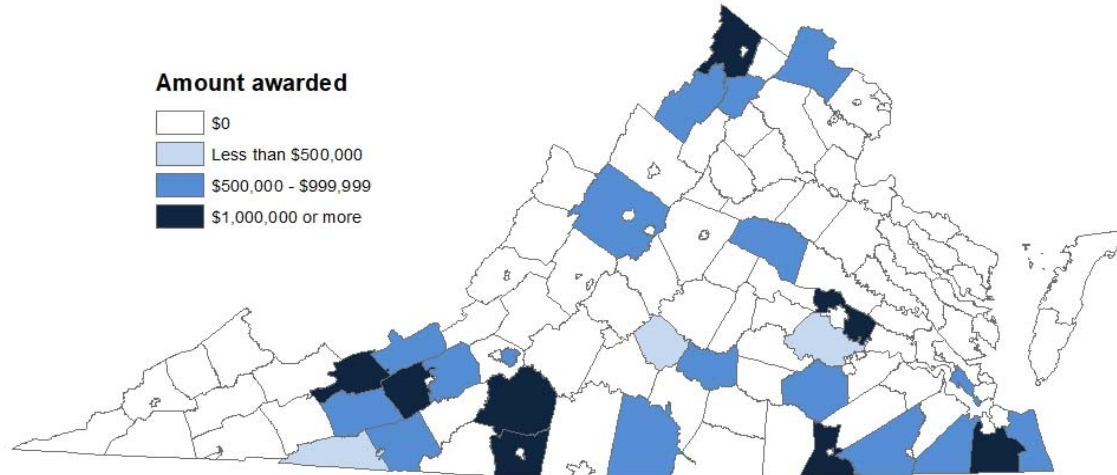 Amount awarded
$0
Less than $500,000
$500,000 - $999,999
$1,000,000 or more